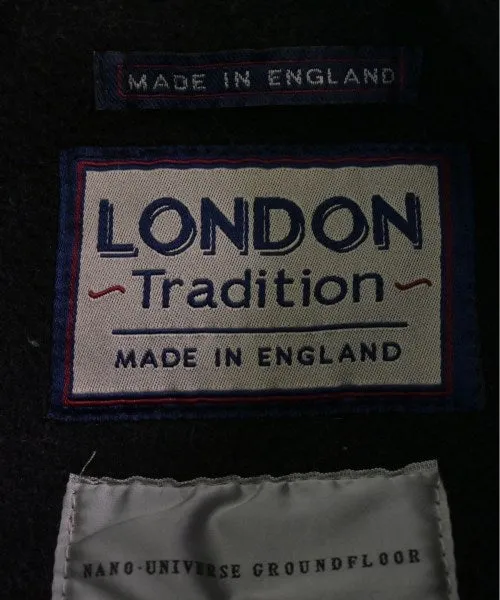 MADE IN ENGLAND
LONDON
Tradition
MADE IN ENGLAND
NANO·UNIVERSE GROUNDFLOOR